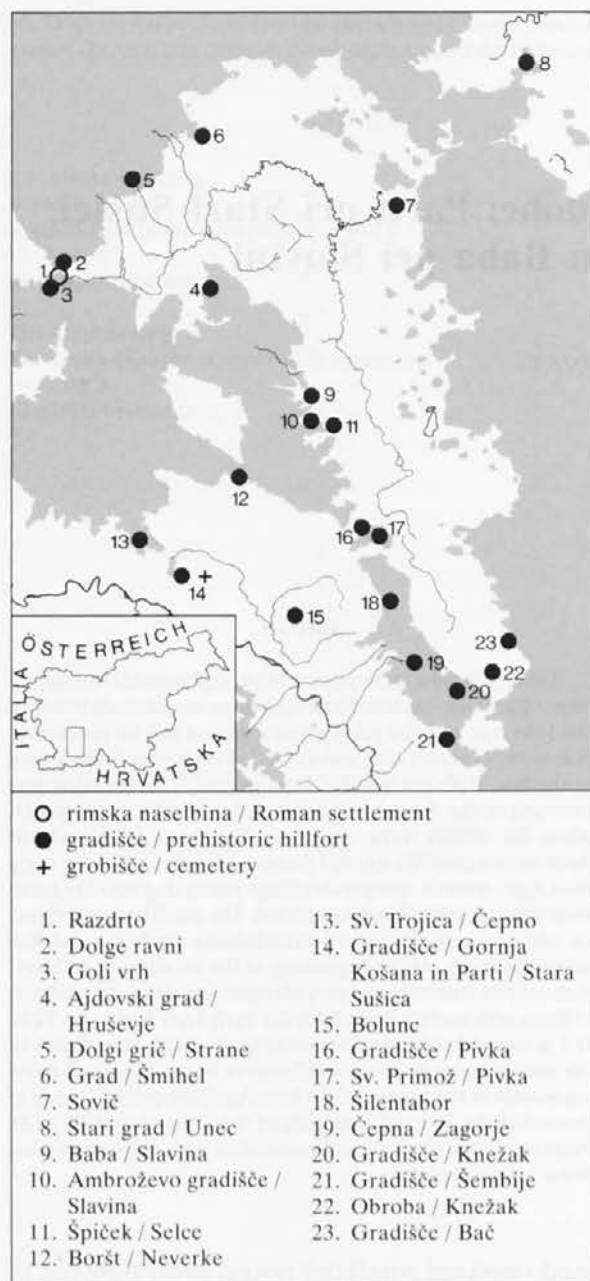 8
6
5
7
2
1
3
4
9
10
11
12
16
17
13
14
18
15
23
19
22
20
21
ÖSTERREICH
ITALIA
HRVATSKA
rimska naselbina / Roman settlement
gradišče / prehistoric hillfort
grobišče / cemetery
1. Razdrto
2. Dolge ravni
3. Goli vrh
4. Ajdovski grad /
Hruševje
5. Dolgi grič / Strane
6. Grad / Šmihel
7. Sovič
8. Stari grad / Unec
9. Baba / Slavina
10. Ambroževo gradišče /
Slavina
11. Špiček / Selce
12. Boršt / Neverke
13. Sv. Trojica / Čepno
14. Gradišče / Gornja
Košana in Parti / Stara
Sušica
15. Bolunc
16. Gradišče / Pivka
17. Sv. Primož / Pivka
18. Šilentabor
19. Čepna / Zagorje
20. Gradišče / Knežak
21. Gradišče / Šembije
22. Obroba / Knežak
23. Gradišče / Bač